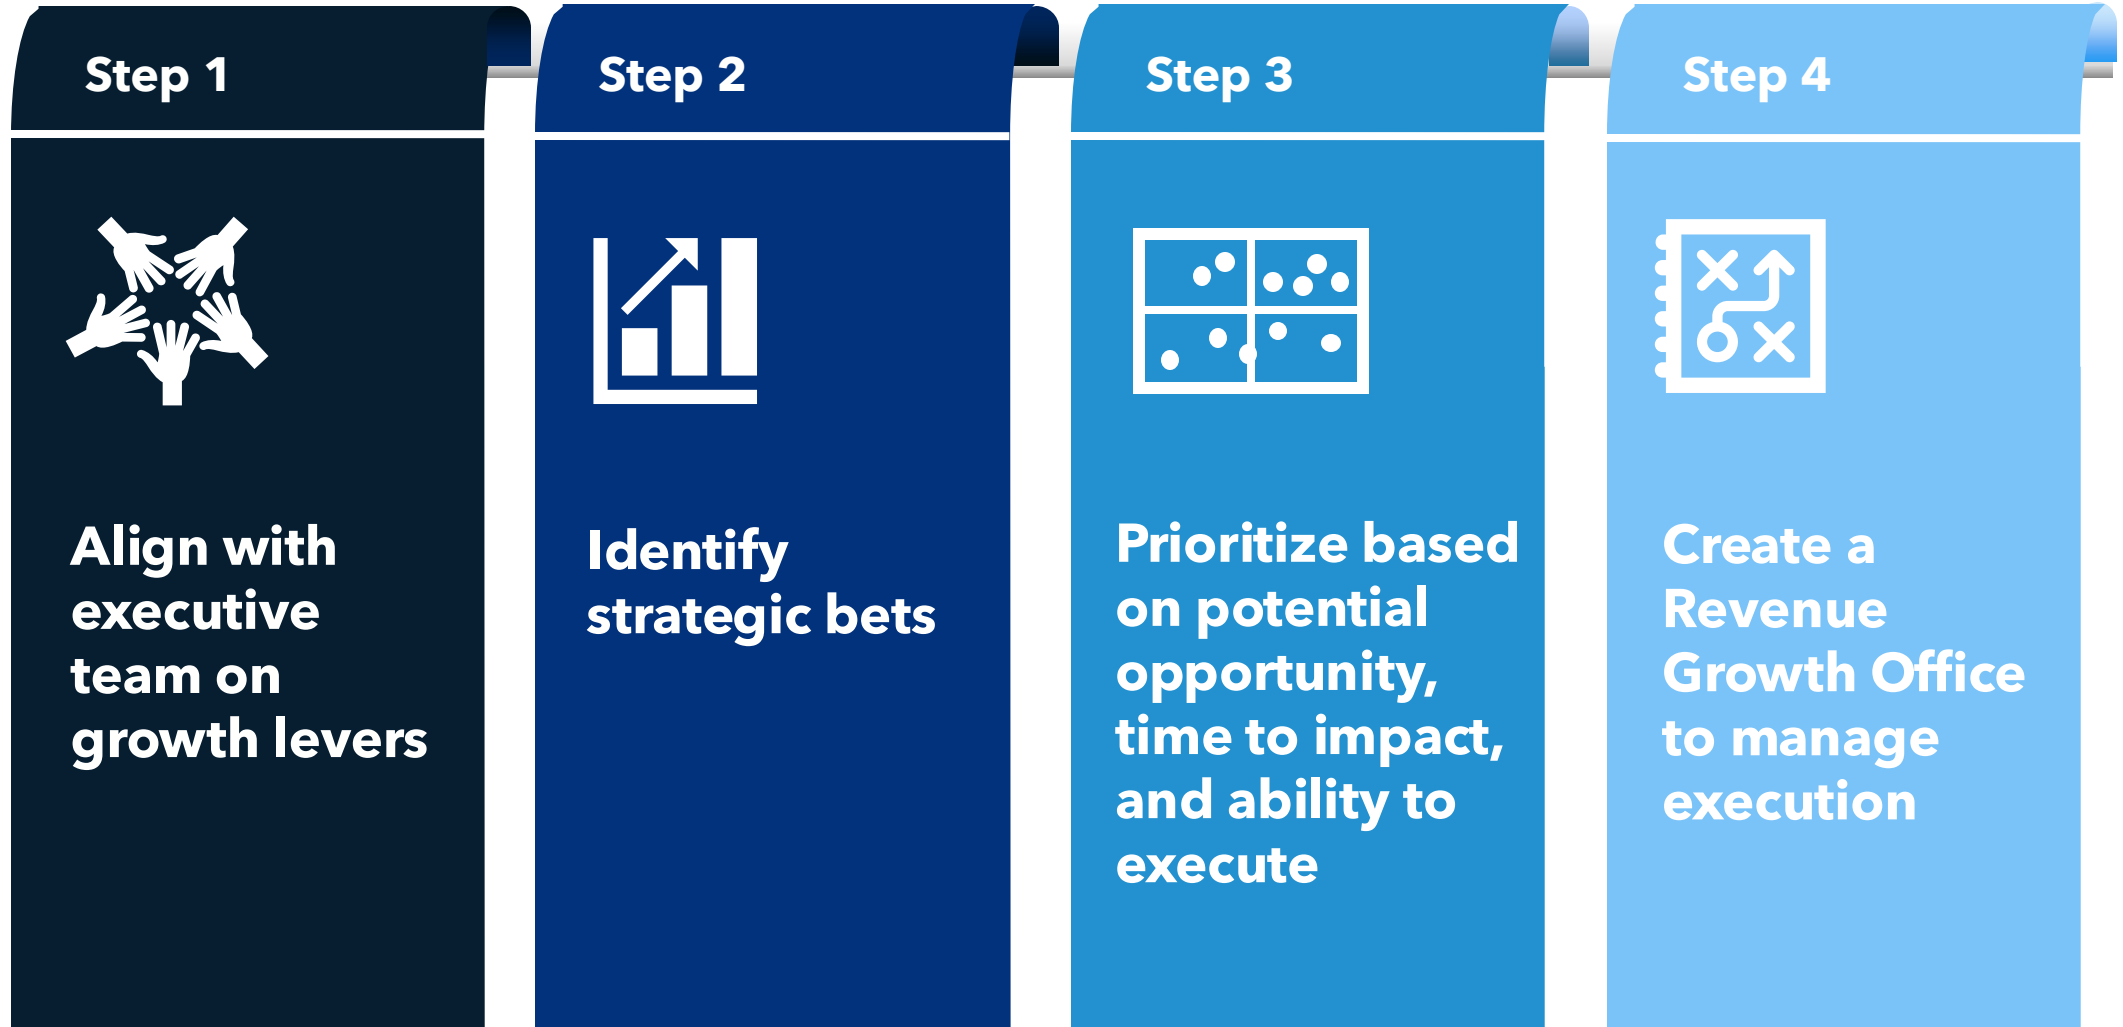 Step 1
Align with
executive
team on
growth levers
Step 2
Identify
strategic bets
Step 3
Prioritize based
on potential
opportunity,
time to impact,
and ability to
execute
Step 4
Create a
Revenue
Growth Office
to manage
execution